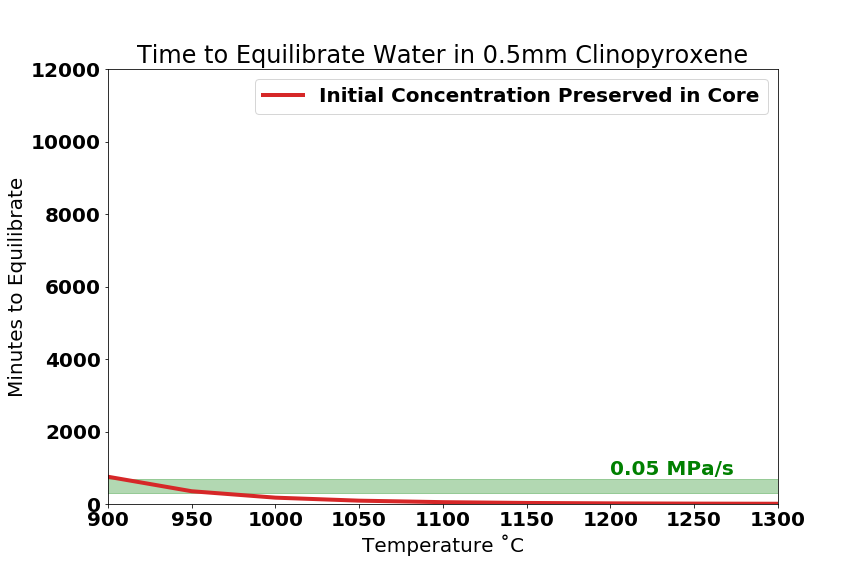 Time to Equilibrate Water in 0.5mm Clinopyroxene
Initial Concentration Preserved in Core
Minutes to Equilibrate
12000
10000
8000
6000
4000
2000
0
0.05 MPa/s
900 950 1000 1050 1100 1150 1200 1250 1300
Temperature ˚C